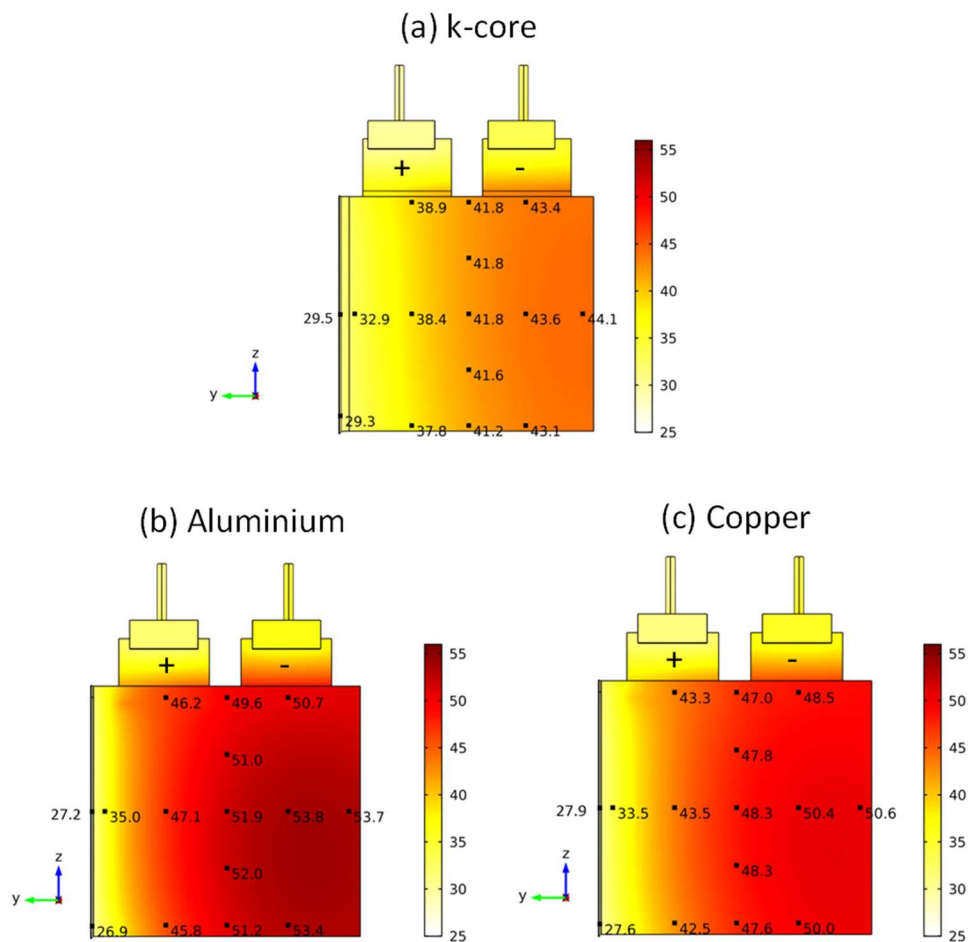 (a) k-core
+ -
55
38.9 41.8 43.4
50
41.8
45
29.5 32.9 38.4 41.8 43.6 44.1
40
z
41.6
35
y
30
29.3 37.8 41.2 43.1
25
(b) Aluminium
+ -
55
46.2 49.6 50.7
50
51.0
45
27.2 35.0 47.1 51.9 53.8 53.7
40
52.0
35
z
y
30
26.9 45.8 51.2 53.4
25
(c) Copper
+ -
55
43.3 47.0 48.5
50
47.8
45
27.9 33.5 43.5 48.3 50.4 50.6
40
48.3
35
z
y
30
27.6 42.5 47.6 50.0
25